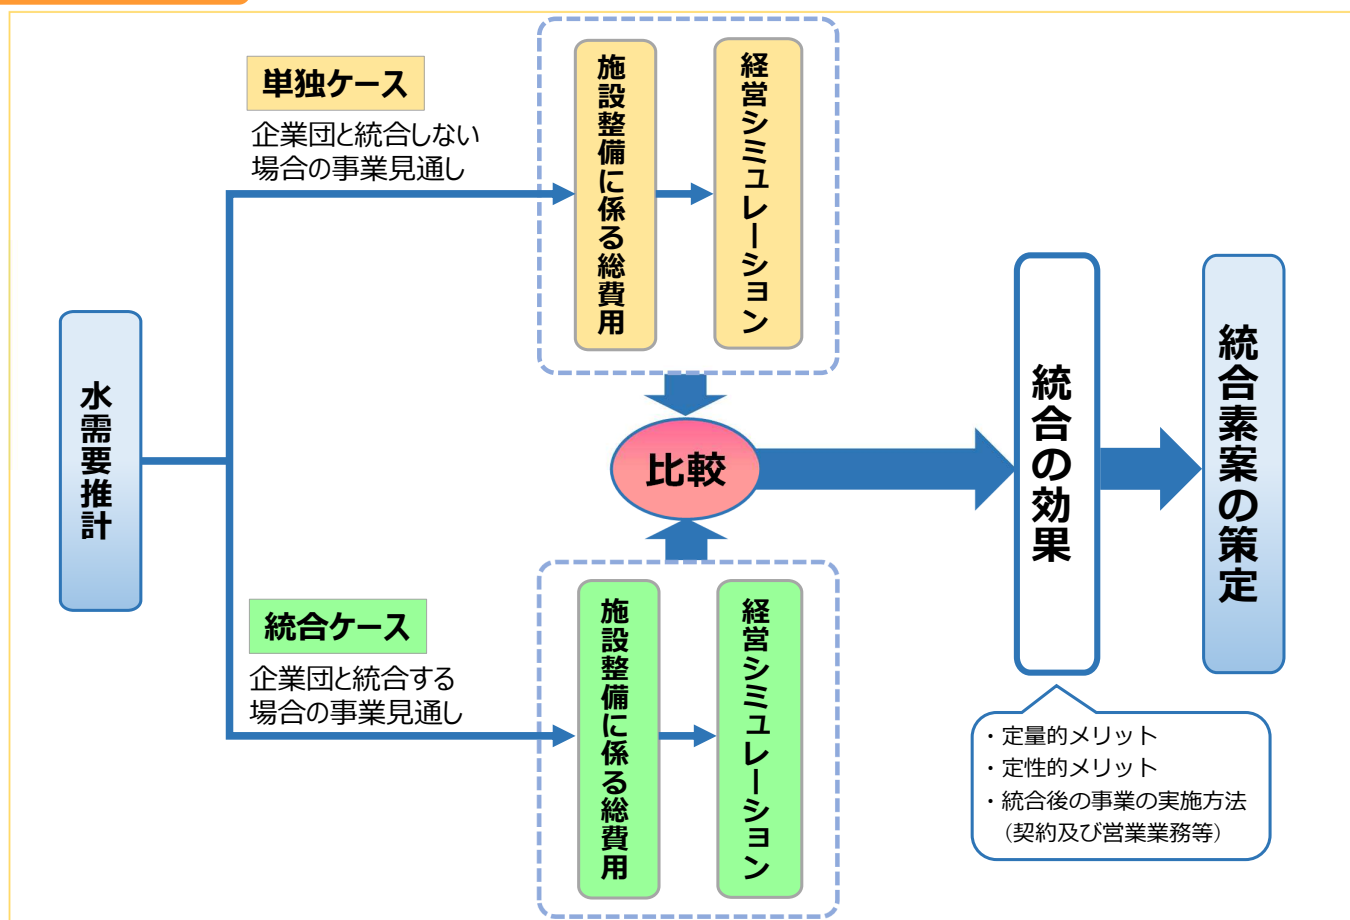 水需要推計
単独ケース
企業団と統合しない
場合の事業見通し
施設整備に係る総費用
経営シミュレーション
比較
統合ケース
企業団と統合する
場合の事業見通し
施設整備に係る総費用
経営シミュレーション
統合の効果
・定量的メリット
・定性的メリット
・統合後の事業の実施方法
（契約及び営業業務等）
統合素案の策定